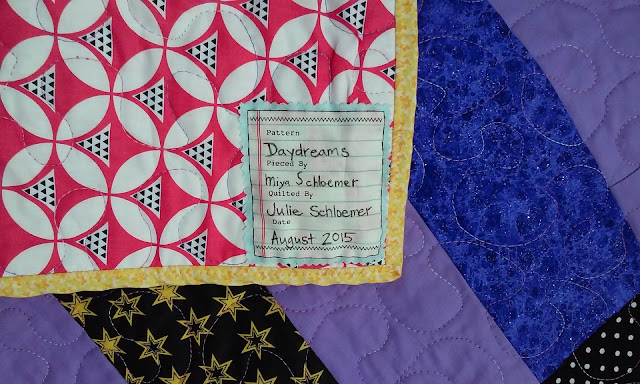 Pattern
Daydreams
Pieced By
Miya Schloemer
Quilted By
Julie Schloemer
Date
August 2015